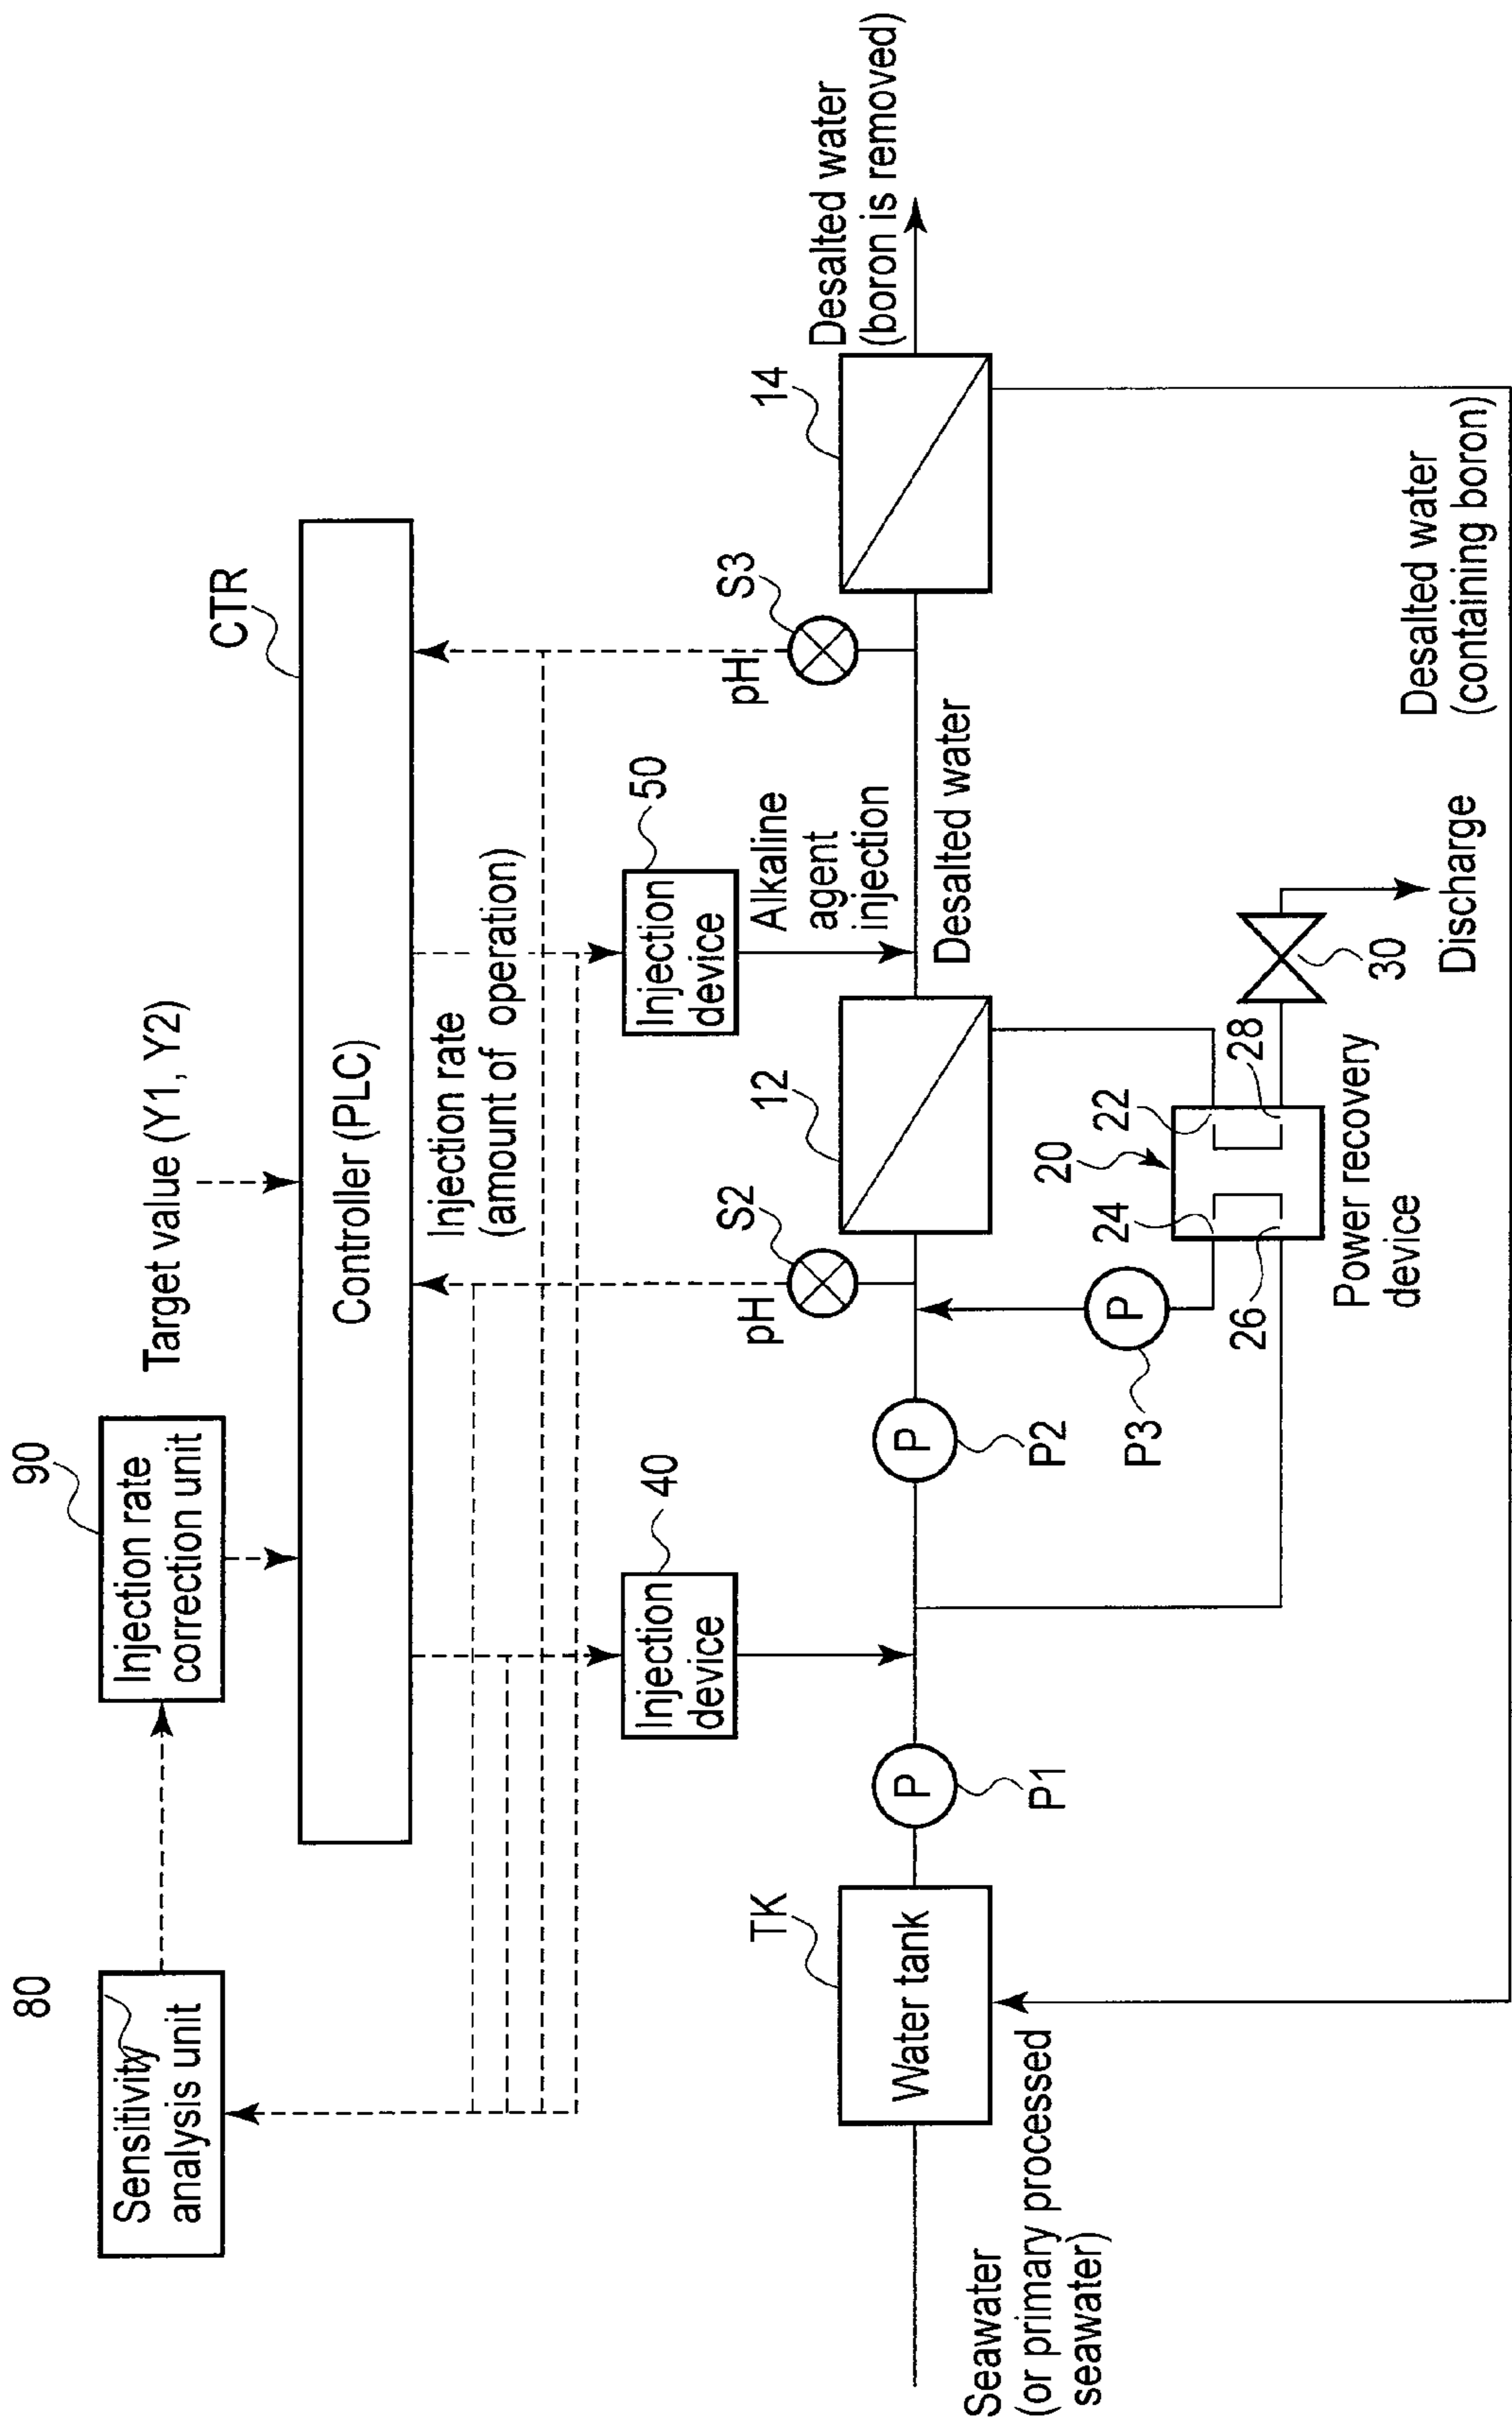 80
Sensitivity
analysis unit
90
Injection rate
correction unit
Target value (Y1, Y2)
CTR
Controller (PLC)
Injection rate
(amount of operation)
40
Injection
device
50
Injection
device
Alkaline
agent
injection
pH
S2
pH
S3
TK
Water tank
P
P1
P
P2
12
Desalted water
14
Desalted water
(boron is removed)
Seawater
(or primary processed
seawater)
P
P3
20
24
22
26
28
Power recovery
device
30
Discharge
Desalted water
(containing boron)